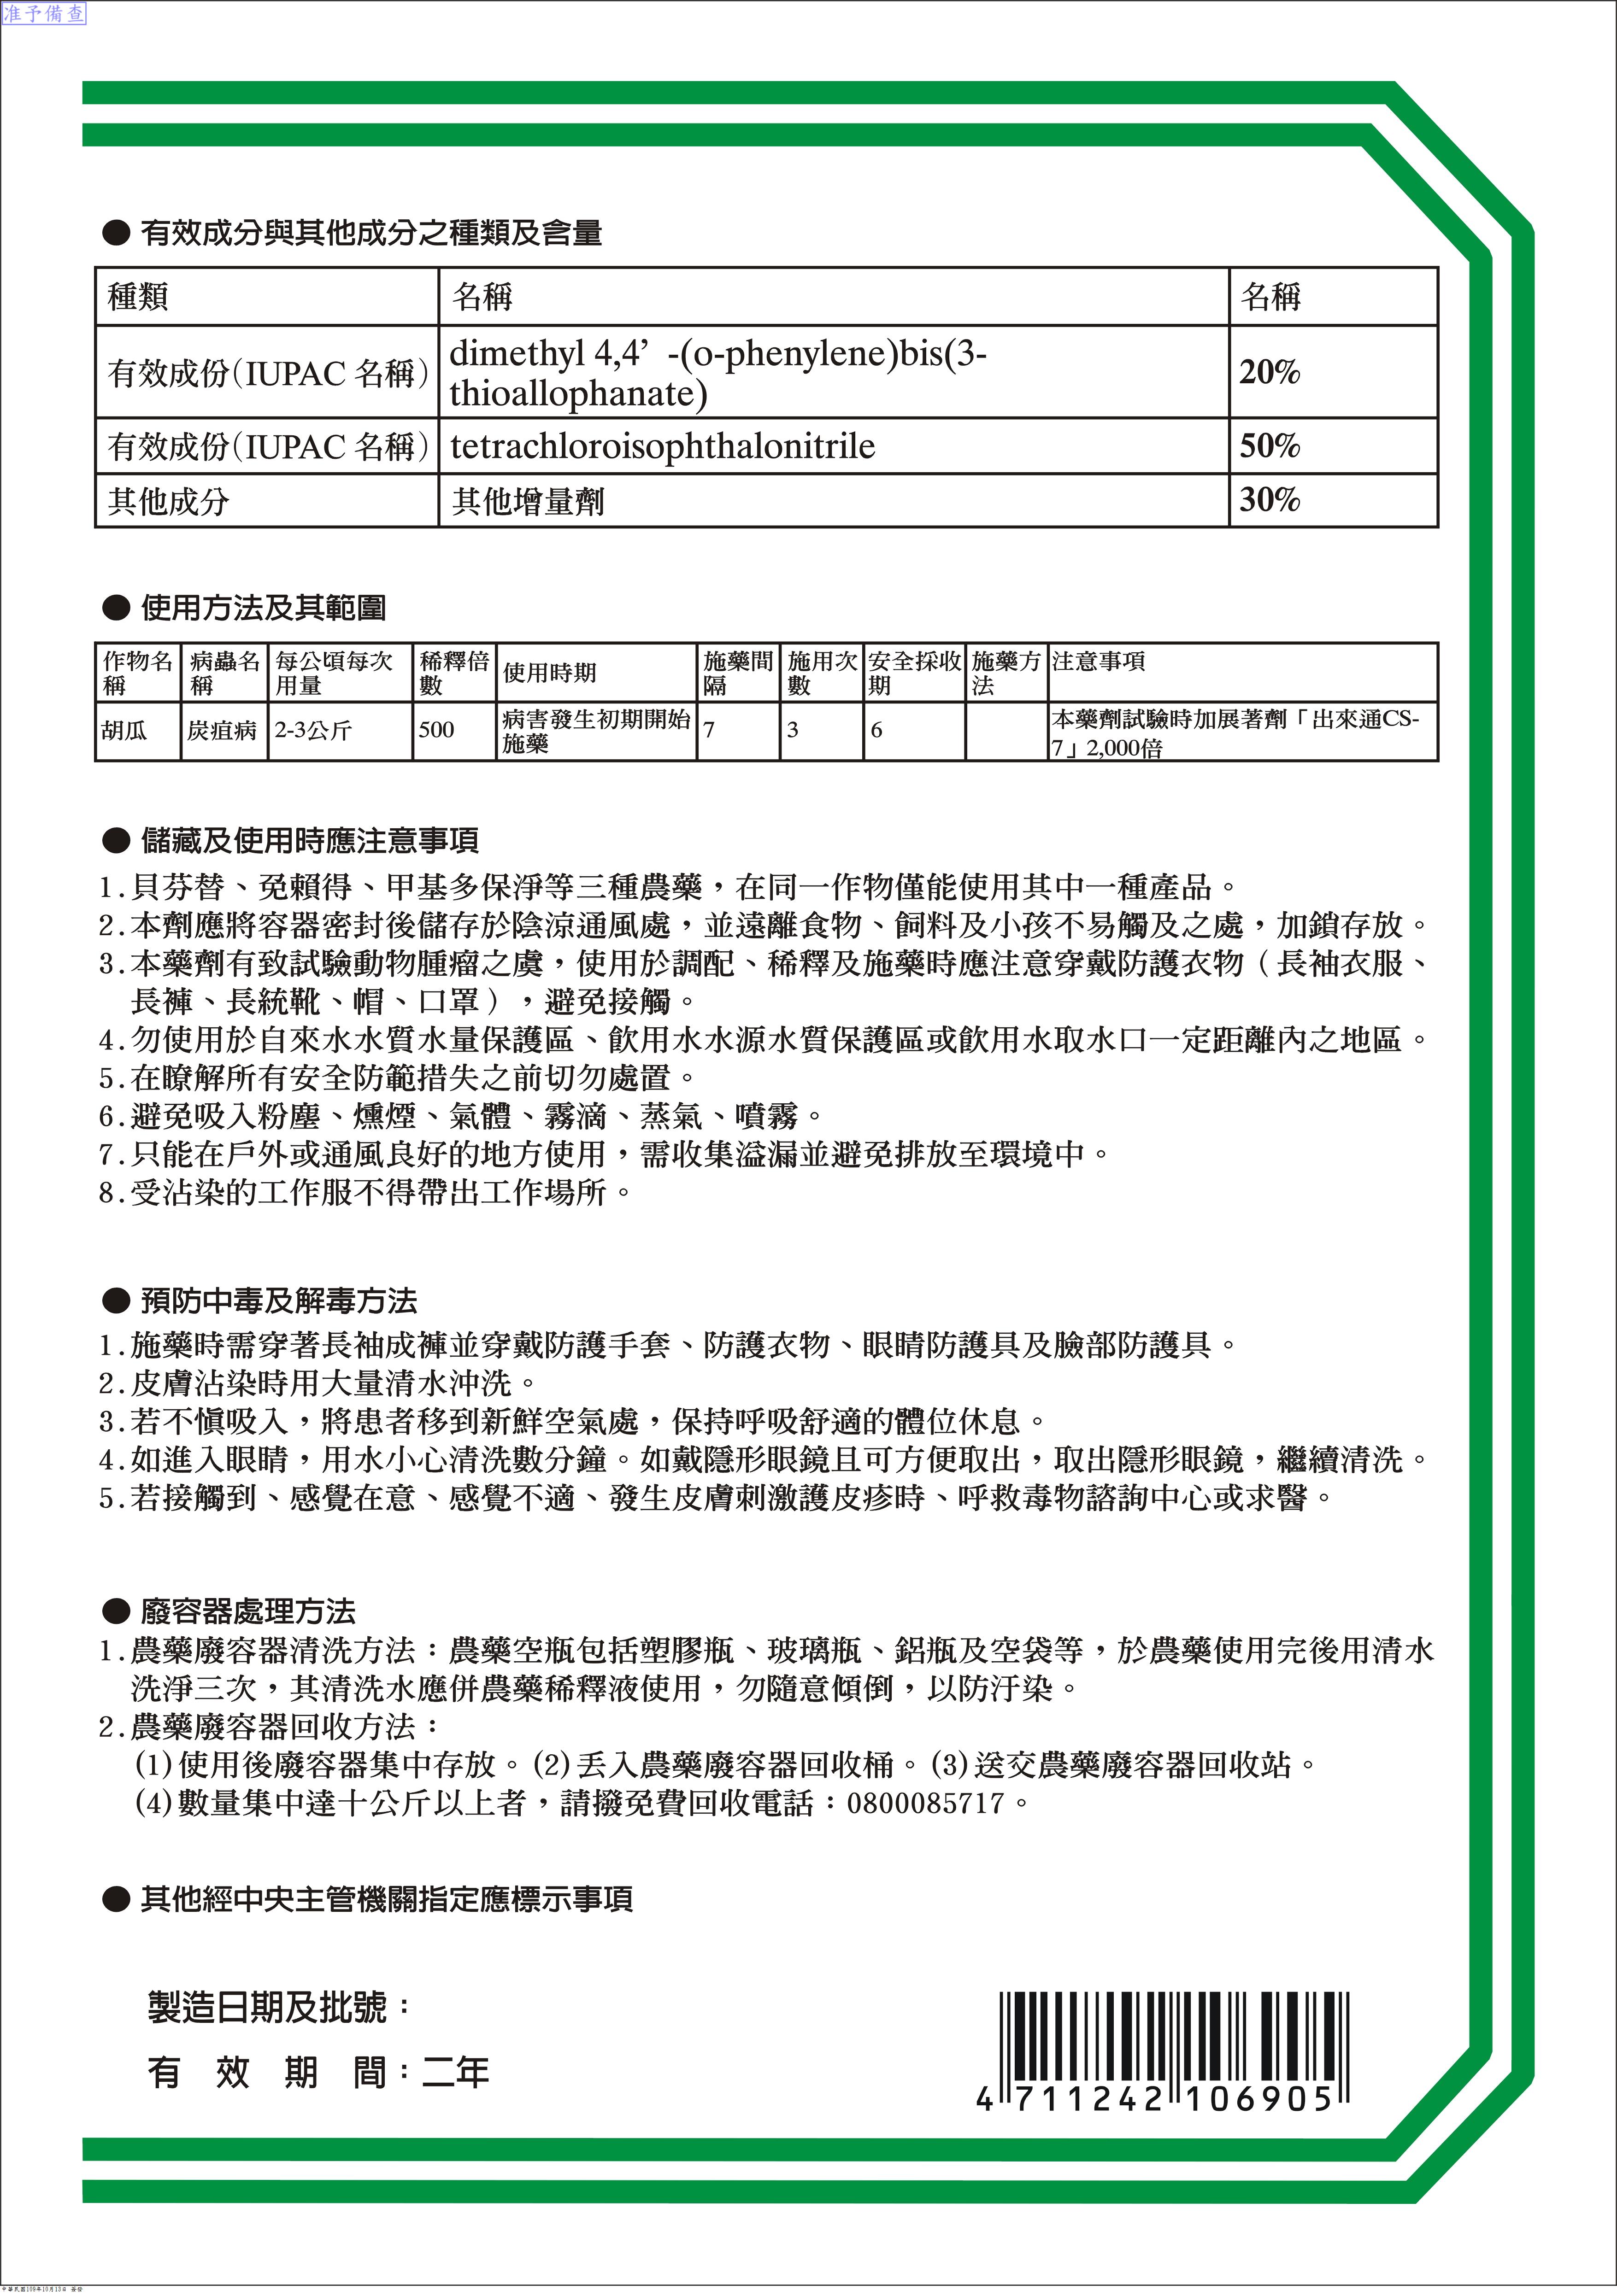 准予備查
● 有效成分與其他成分之種類及含量
種類 名稱 名稱
有效成份(IUPAC 名稱) dimethyl 4,4’-(o-phenylene)bis(3-
thioallophanate) 20%
有效成份(IUPAC 名稱) tetrachloroisophthalonitrile 50%
其他成分 其他增量劑 30%
● 使用方法及其範圍
作物名稱 病蟲名稱 每公頃每次用量 稀釋倍數 使用時期 施藥間隔 施用次數 安全採收期 施藥方法 注意事項
胡瓜 炭疽病 2-3公斤 500 病害發生初期開始施藥 7 3 6 本藥劑試驗時加展著劑「出來通CS-7」2,000倍
● 儲藏及使用時應注意事項
1.貝芬替、免賴得、甲基多保淨等三種農藥，在同一作物僅能使用其中一種產品。
2.本劑應將容器密封後儲存於陰涼通風處，並遠離食物、飼料及小孩不易觸及之處，加鎖存放。
3.本藥劑有致試驗動物腫瘤之虞，使用於調配、稀釋及施藥時應注意穿戴防護衣物（長袖衣服、
長褲、長統靴、帽、口罩），避免接觸。
4.勿使用於自來水水質水量保護區、飲用水水源水質保護區或飲用水取水口一定距離內之地區。
5.在瞭解所有安全防範措失之前切勿處置。
6.避免吸入粉塵、燻煙、氣體、霧滴、蒸氣、噴霧。
7.只能在戶外或通風良好的地方使用，需收集溢漏並避免排放至環境中。
8.受沾染的工作服不得帶出工作場所。
● 預防中毒及解毒方法
1.施藥時需穿著長袖成褲並穿戴防護手套、防護衣物、眼睛防護具及臉部防護具。
2.皮膚沾染時用大量清水沖洗。
3.若不慎吸入，將患者移到新鮮空氣處，保持呼吸舒適的體位休息。
4.如進入眼睛，用水小心清洗數分鐘。如戴隱形眼鏡且可方便取出，取出隱形眼鏡，繼續清洗。
5.若接觸到、感覺在意、感覺不適、發生皮膚刺激護皮疹時、呼救毒物諮詢中心或求醫。
● 廢容器處理方法
1.農藥廢容器清洗方法：農藥空瓶包括塑膠瓶、玻璃瓶、鋁瓶及空袋等，於農藥使用完後用清水
洗淨三次，其清洗水應併農藥稀釋液使用，勿隨意傾倒，以防汙染。
2.農藥廢容器回收方法：
(1)使用後廢容器集中存放。(2)丟入農藥廢容器回收桶。(3)送交農藥廢容器回收站。
(4)數量集中達十公斤以上者，請撥免費回收電話：0800085717。
● 其他經中央主管機關指定應標示事項
製造日期及批號：
有 效 期 間：二年
4 711242 106905
中華民國109年10月13日 簽發